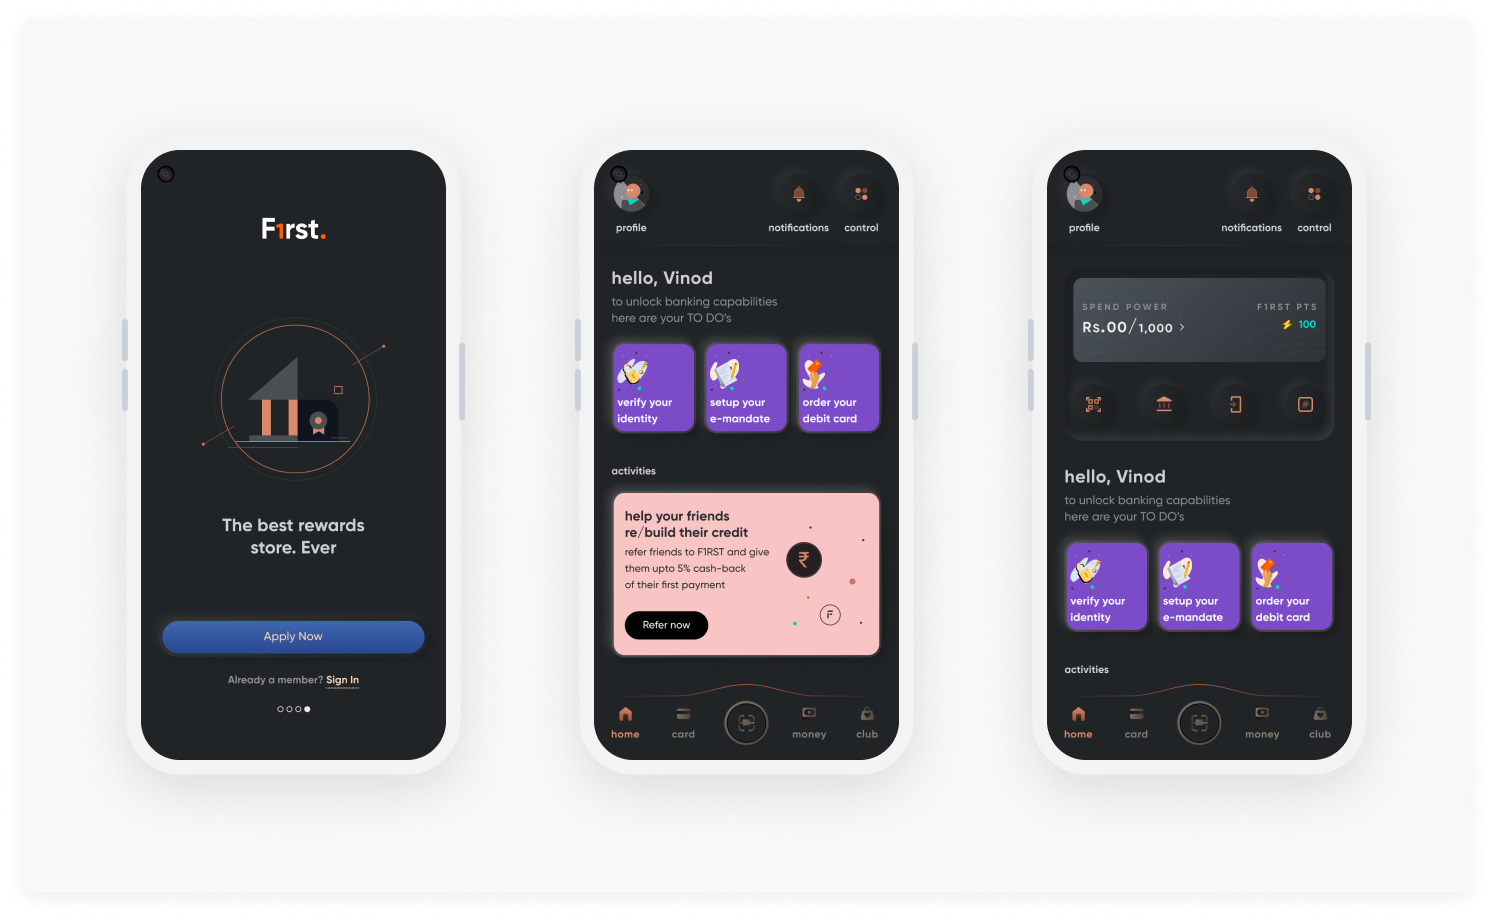 F1rst.
The best rewards
store. Ever
Apply Now
Already a member? Sign In
profile
notifications
control
hello, Vinod
to unlock banking capabilities
here are your TO DO's
verify your
identity
setup your
e-mandate
order your
debit card
activities
help your friends
re/build their credit
refer friends to F1RST and give
them upto 5% cash-back
of their first payment
₹
F
Refer now
home
card
money
club
profile
notifications
control
SPEND POWER
Rs.00/1,000 >
F1RST PTS
⚡ 100
hello, Vinod
to unlock banking capabilities
here are your TO DO's
verify your
identity
setup your
e-mandate
order your
debit card
activities
home
card
money
club